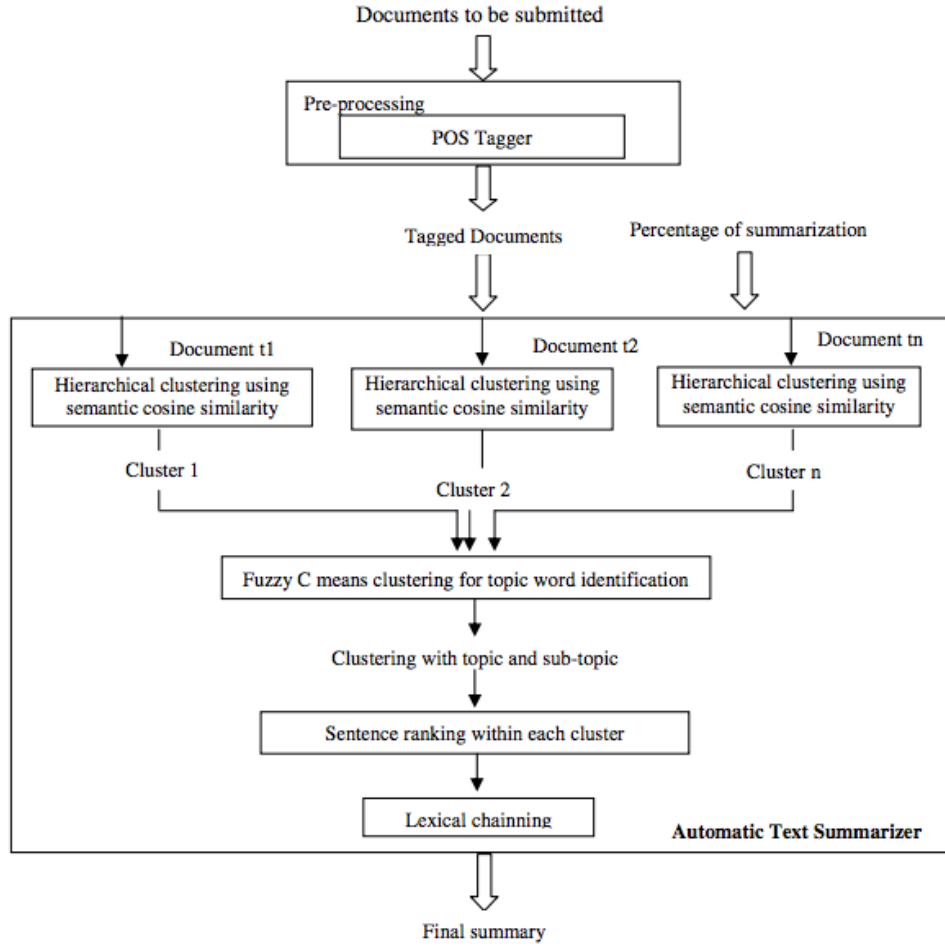 Documents to be submitted
Pre-processing
POS Tagger
Tagged Documents
Percentage of summarization
Document t1
Document t2
Document tn
Hierarchical clustering using
semantic cosine similarity
Hierarchical clustering using
semantic cosine similarity
Hierarchical clustering using
semantic cosine similarity
Cluster 1
Cluster 2
Cluster n
Fuzzy C means clustering for topic word identification
Clustering with topic and sub-topic
Sentence ranking within each cluster
Lexical chainning
Automatic Text Summarizer
Final summary